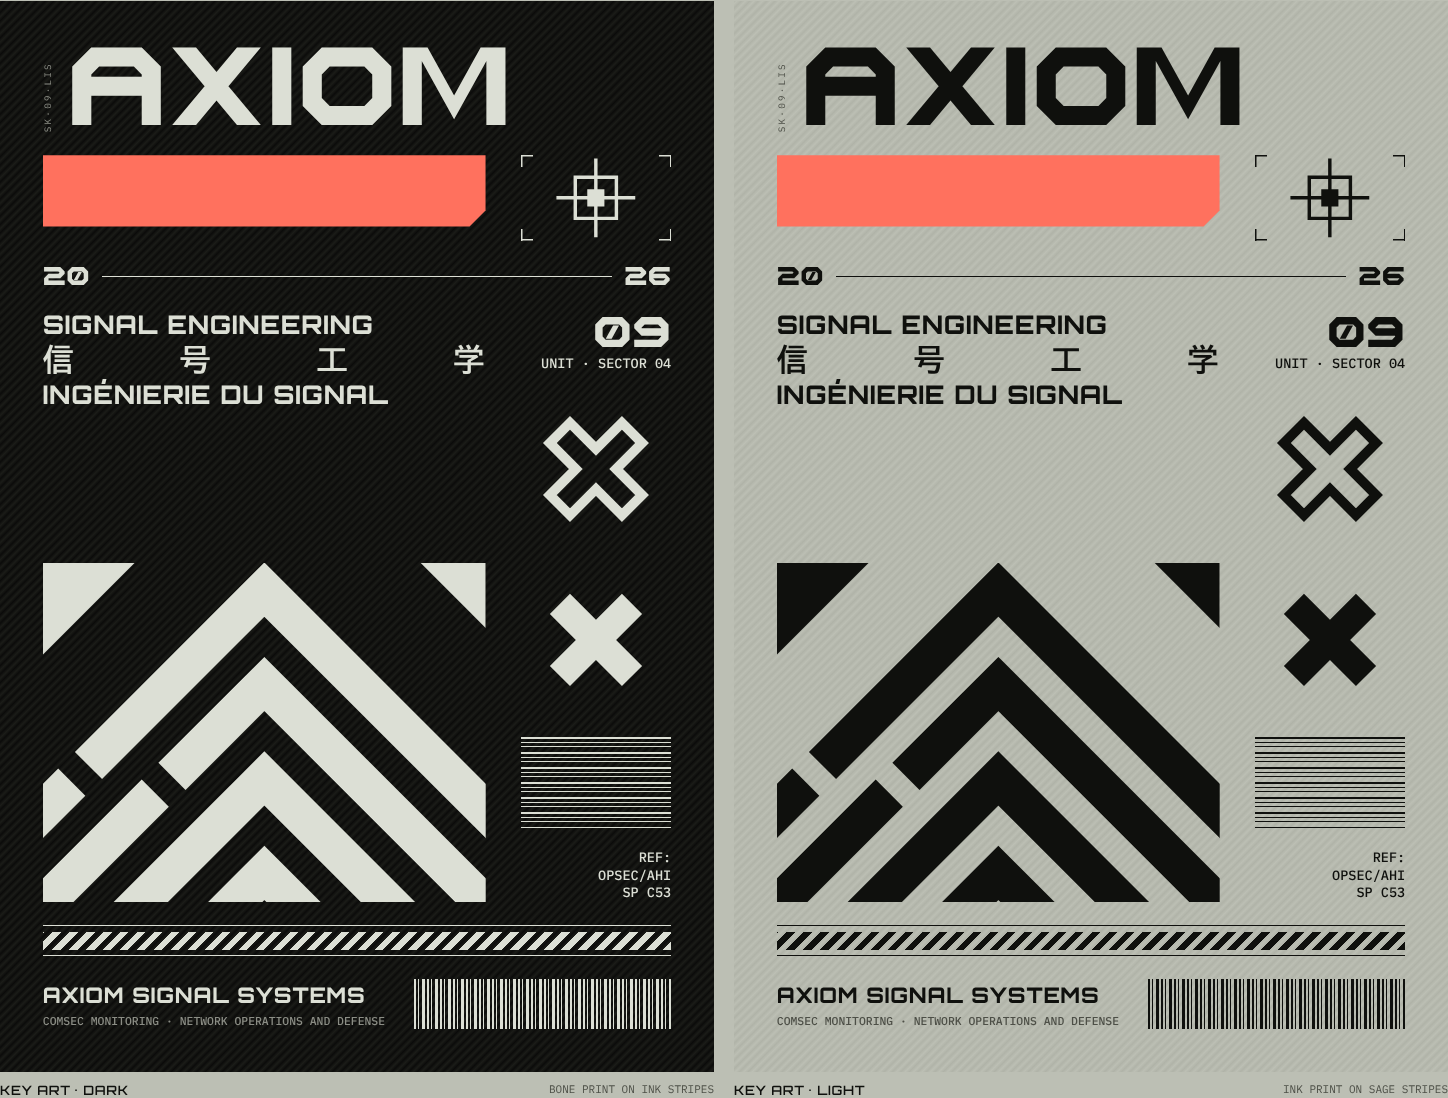 SK·09·LIS
AXIOM
20 26
SIGNAL ENGINEERING
信号工学
INGÉNIERIE DU SIGNAL
09
UNIT · SECTOR 04
REF:
OPSEC/AHI
SP C53
AXIOM SIGNAL SYSTEMS
COMSEC MONITORING · NETWORK OPERATIONS AND DEFENSE
KEY ART · DARK
BONE PRINT ON INK STRIPES
SK·09·LIS
AXIOM
20 26
SIGNAL ENGINEERING
信号工学
INGÉNIERIE DU SIGNAL
09
UNIT · SECTOR 04
REF:
OPSEC/AHI
SP C53
AXIOM SIGNAL SYSTEMS
COMSEC MONITORING · NETWORK OPERATIONS AND DEFENSE
KEY ART · LIGHT
INK PRINT ON SAGE STRIPES